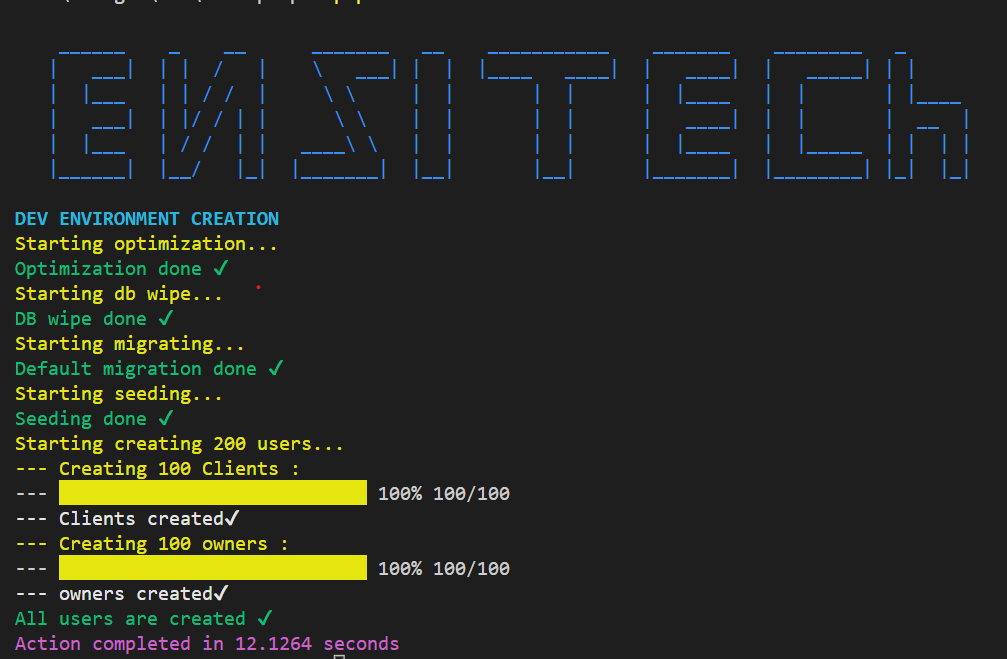 ENSITECh
DEV ENVIRONMENT CREATION
Starting optimization...
Optimization done ✓
Starting db wipe...
DB wipe done ✓
Starting migrating...
Default migration done ✓
Starting seeding...
Seeding done ✓
Starting creating 200 users...
--- Creating 100 Clients :
--- 100% 100/100
--- Clients created✓
--- Creating 100 owners :
--- 100% 100/100
--- owners created✓
All users are created ✓
Action completed in 12.1264 seconds